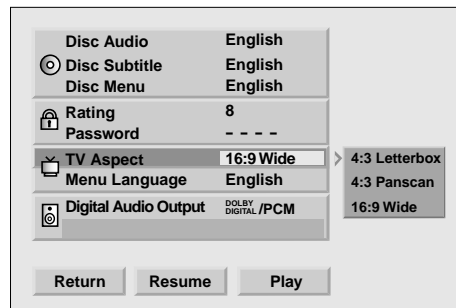 Disc Audio English
Disc Subtitle English
Disc Menu English
Rating 8
Password – – – –
TV Aspect 16:9 Wide
Menu Language English
Digital Audio Output DOLBY DIGITAL /PCM
4:3 Letterbox
4:3 Panscan
16:9 Wide
Return Resume Play